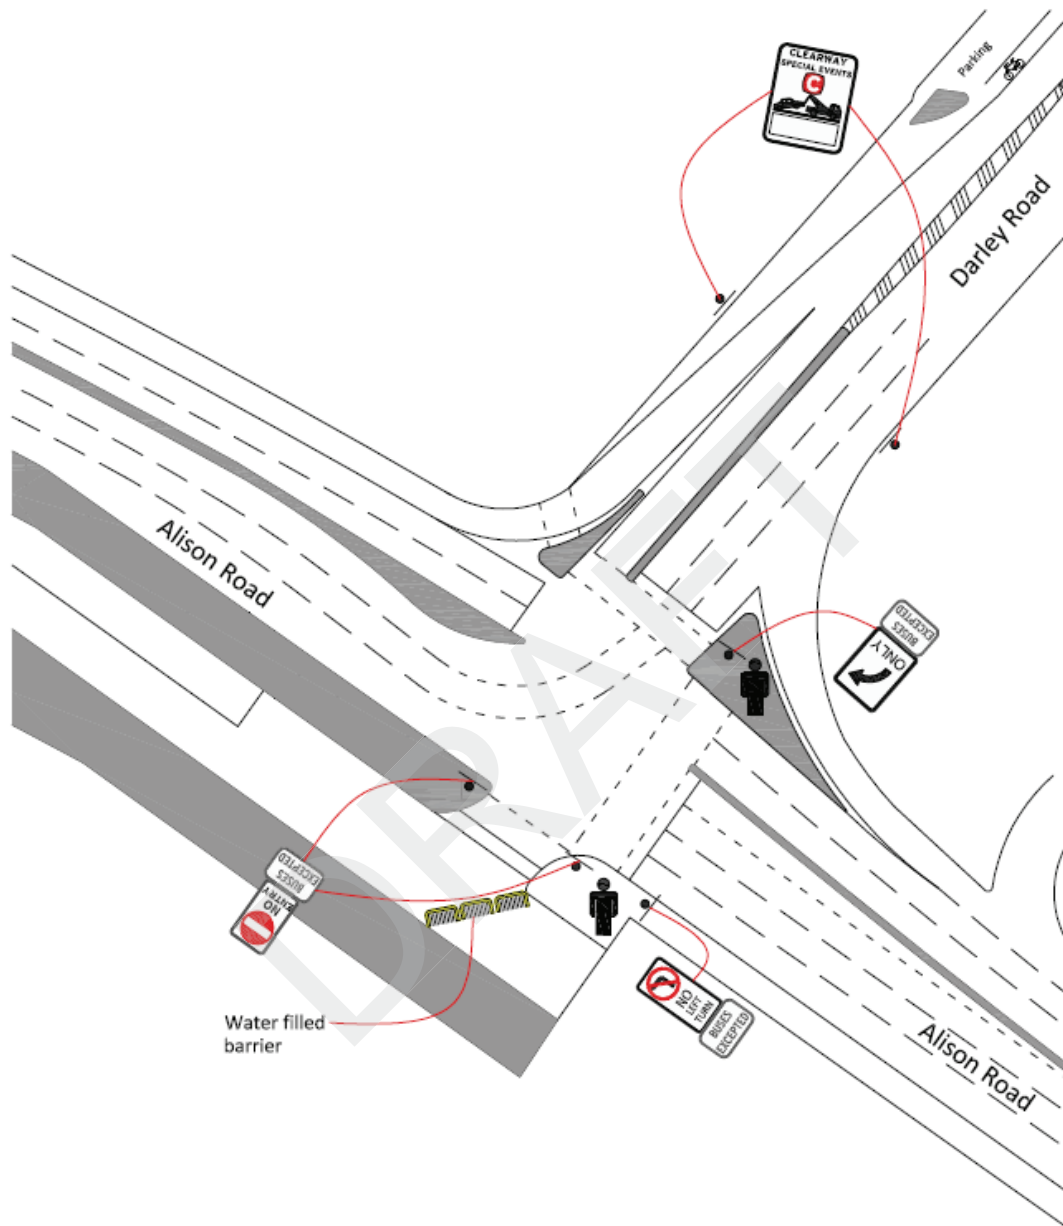 CLEARWAY
SPECIAL EVENTS
C
Parking
Darley Road
Alison Road
BUSES
EXCEPTED
ONLY
BUSES
EXCEPTED
NO
ENTRY
NO
LEFT
TURN
BUSES
EXCEPTED
Water filled
barrier
Alison Road
DRAFT